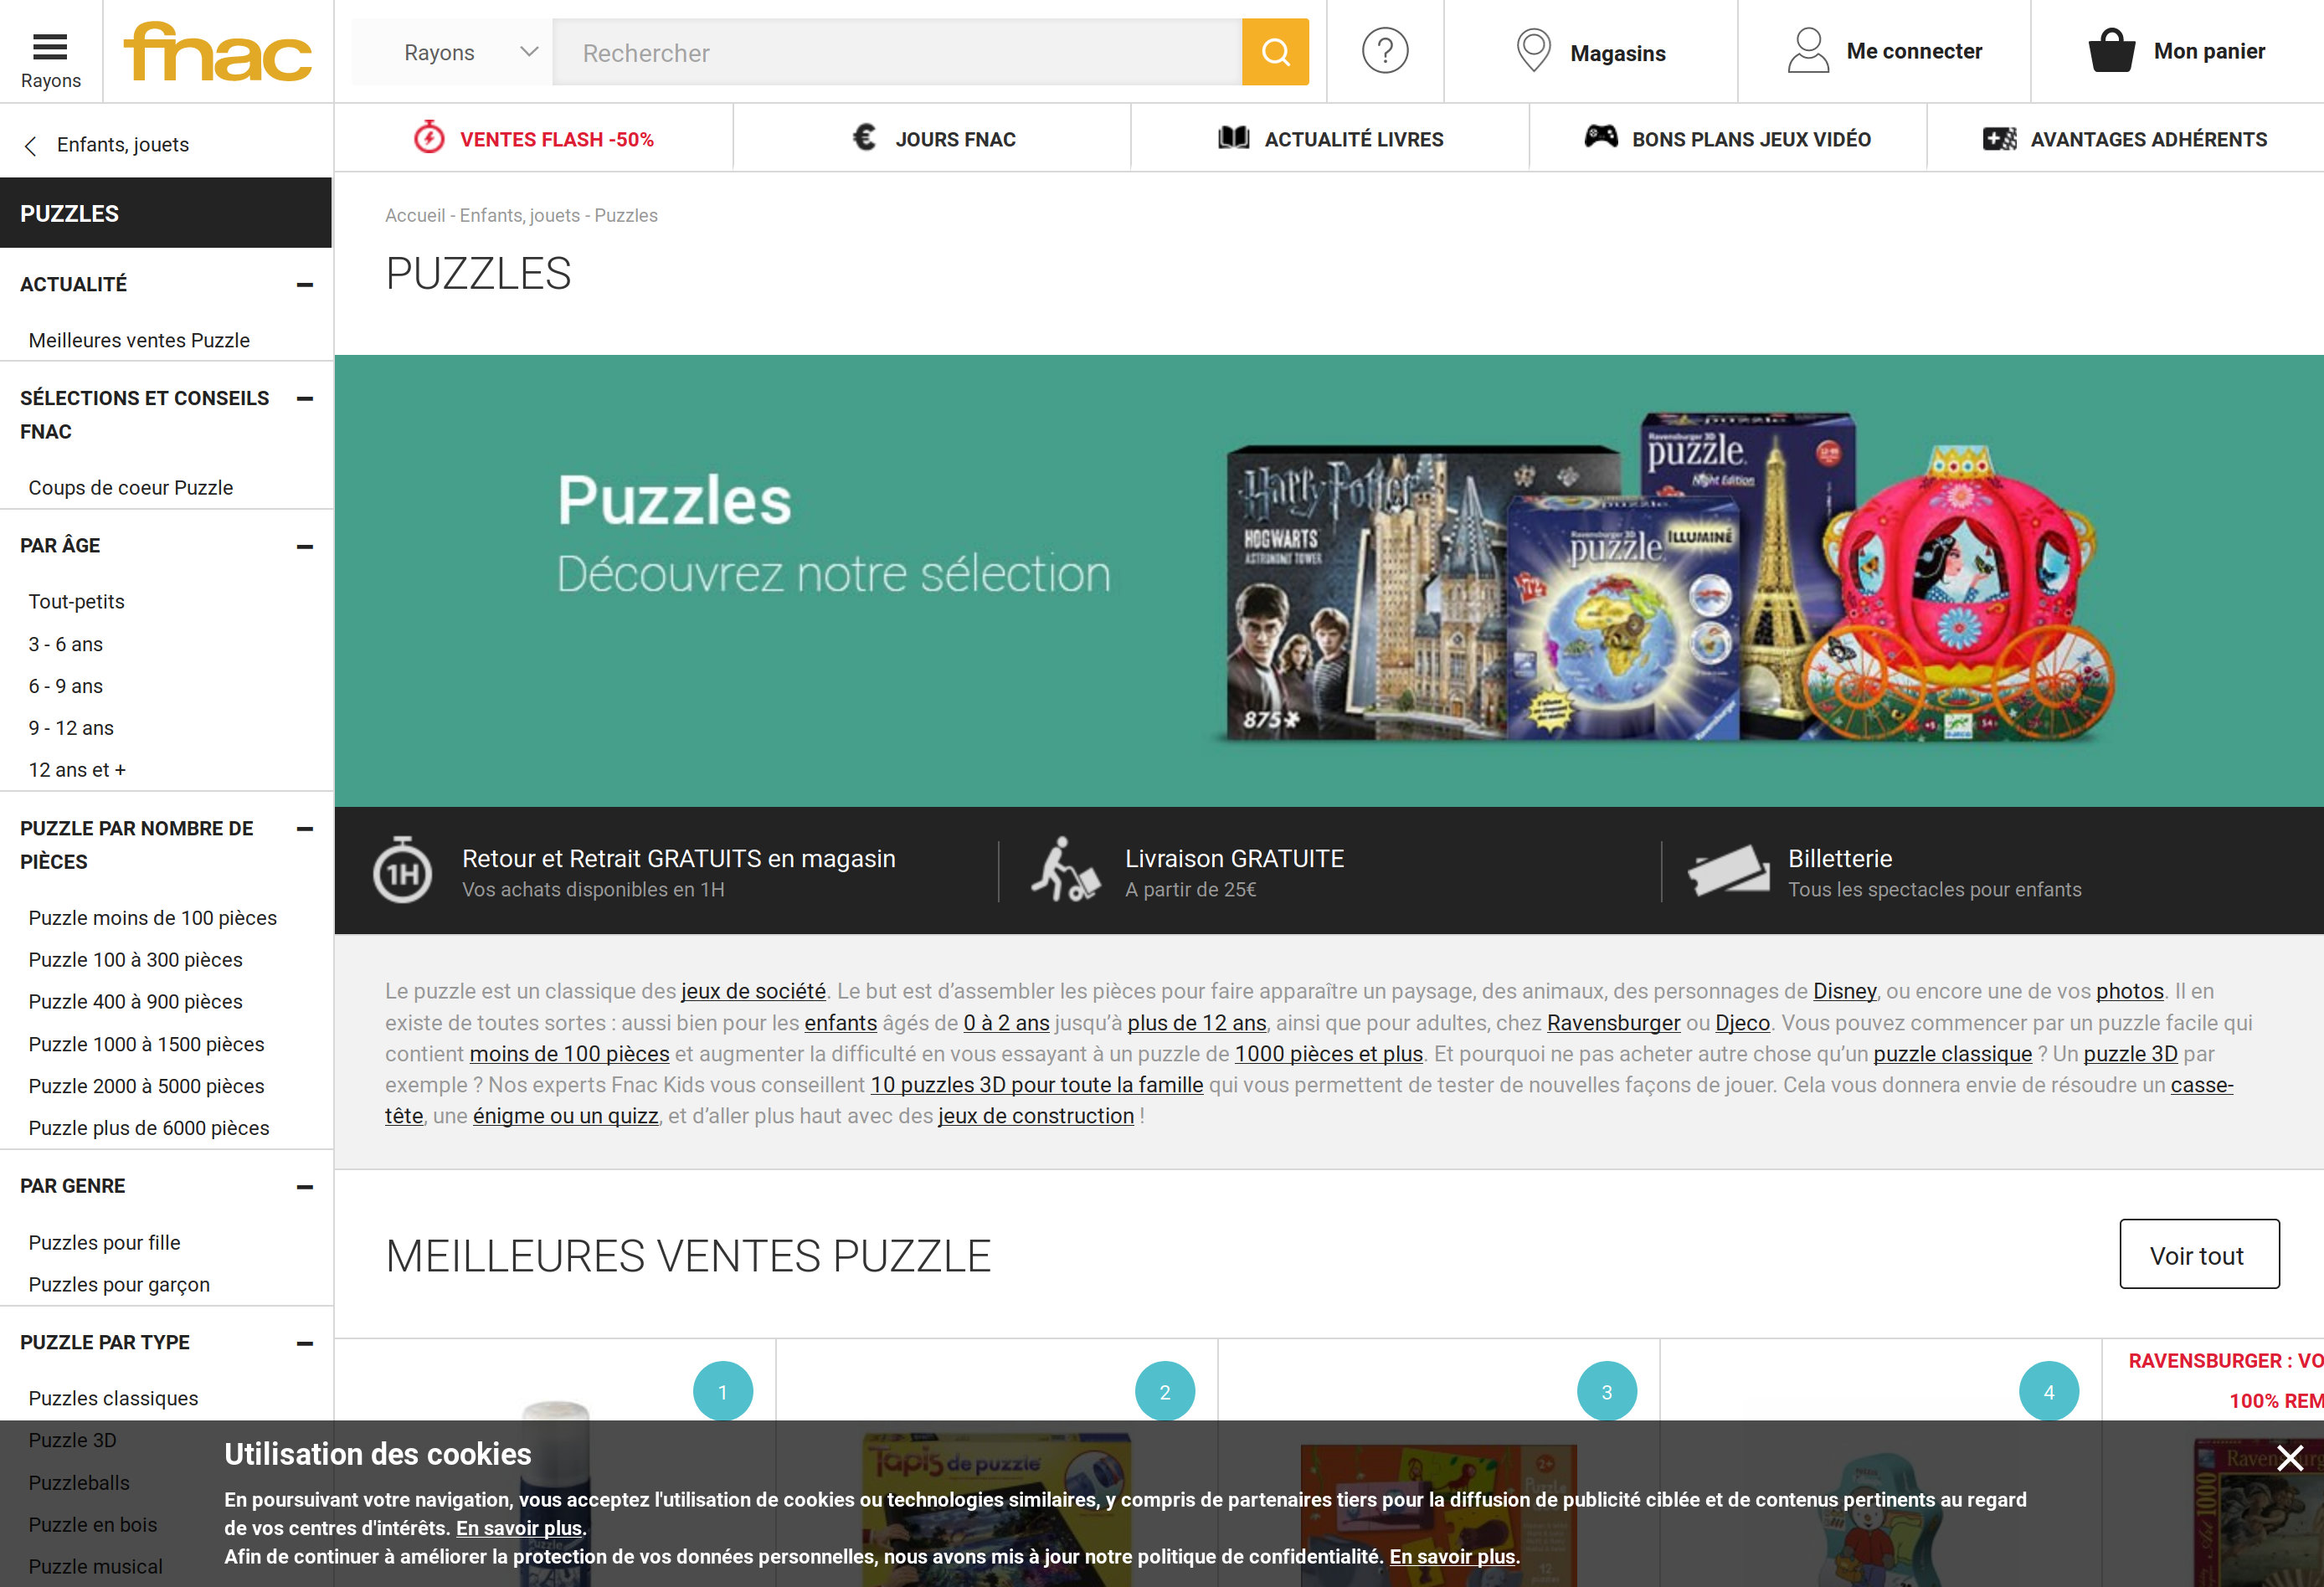 Rayons
fnac
Rayons
Rechercher
?
Magasins
Me connecter
Mon panier
Enfants, jouets
VENTES FLASH -50%
€ JOURS FNAC
ACTUALITÉ LIVRES
BONS PLANS JEUX VIDÉO
AVANTAGES ADHÉRENTS
PUZZLES
ACTUALITÉ
Meilleures ventes Puzzle
SÉLECTIONS ET CONSEILS
FNAC
Coups de coeur Puzzle
PAR ÂGE
Tout-petits
3 - 6 ans
6 - 9 ans
9 - 12 ans
12 ans et +
PUZZLE PAR NOMBRE DE
PIÈCES
Puzzle moins de 100 pièces
Puzzle 100 à 300 pièces
Puzzle 400 à 900 pièces
Puzzle 1000 à 1500 pièces
Puzzle 2000 à 5000 pièces
Puzzle plus de 6000 pièces
PAR GENRE
Puzzles pour fille
Puzzles pour garçon
PUZZLE PAR TYPE
Puzzles classiques
Puzzle 3D
Puzzleballs
Puzzle en bois
Puzzle musical
Accueil - Enfants, jouets - Puzzles
PUZZLES
Puzzles
Découvrez notre sélection
Harry Potter
HOGWARTS
ASTRONOMY TOWER
875
Ravensburger 3D
puzzle
Night Edition
Ravensburger 3D
puzzle
ILLUMINÉ
Ravensburger
DJECO
1H
Retour et Retrait GRATUITS en magasin
Vos achats disponibles en 1H
Livraison GRATUITE
A partir de 25€
Billetterie
Tous les spectacles pour enfants
Le puzzle est un classique des jeux de société. Le but est d’assembler les pièces pour faire apparaître un paysage, des animaux, des personnages de Disney, ou encore une de vos photos. Il en
existe de toutes sortes : aussi bien pour les enfants âgés de 0 à 2 ans jusqu’à plus de 12 ans, ainsi que pour adultes, chez Ravensburger ou Djeco. Vous pouvez commencer par un puzzle facile qui
contient moins de 100 pièces et augmenter la difficulté en vous essayant à un puzzle de 1000 pièces et plus. Et pourquoi ne pas acheter autre chose qu’un puzzle classique ? Un puzzle 3D par
exemple ? Nos experts Fnac Kids vous conseillent 10 puzzles 3D pour toute la famille qui vous permettent de tester de nouvelles façons de jouer. Cela vous donnera envie de résoudre un casse-
tête, une énigme ou un quizz, et d’aller plus haut avec des jeux de construction !
MEILLEURES VENTES PUZZLE
Voir tout
1
2
3
4
RAVENSBURGER : VO
100% REM
Tapis de puzzle
2+
Puzzle
12
puzzles
Ravensburg
Art 1000
Utilisation des cookies
En poursuivant votre navigation, vous acceptez l'utilisation de cookies ou technologies similaires, y compris de partenaires tiers pour la diffusion de publicité ciblée et de contenus pertinents au regard
de vos centres d'intérêts. En savoir plus.
Afin de continuer à améliorer la protection de vos données personnelles, nous avons mis à jour notre politique de confidentialité. En savoir plus.